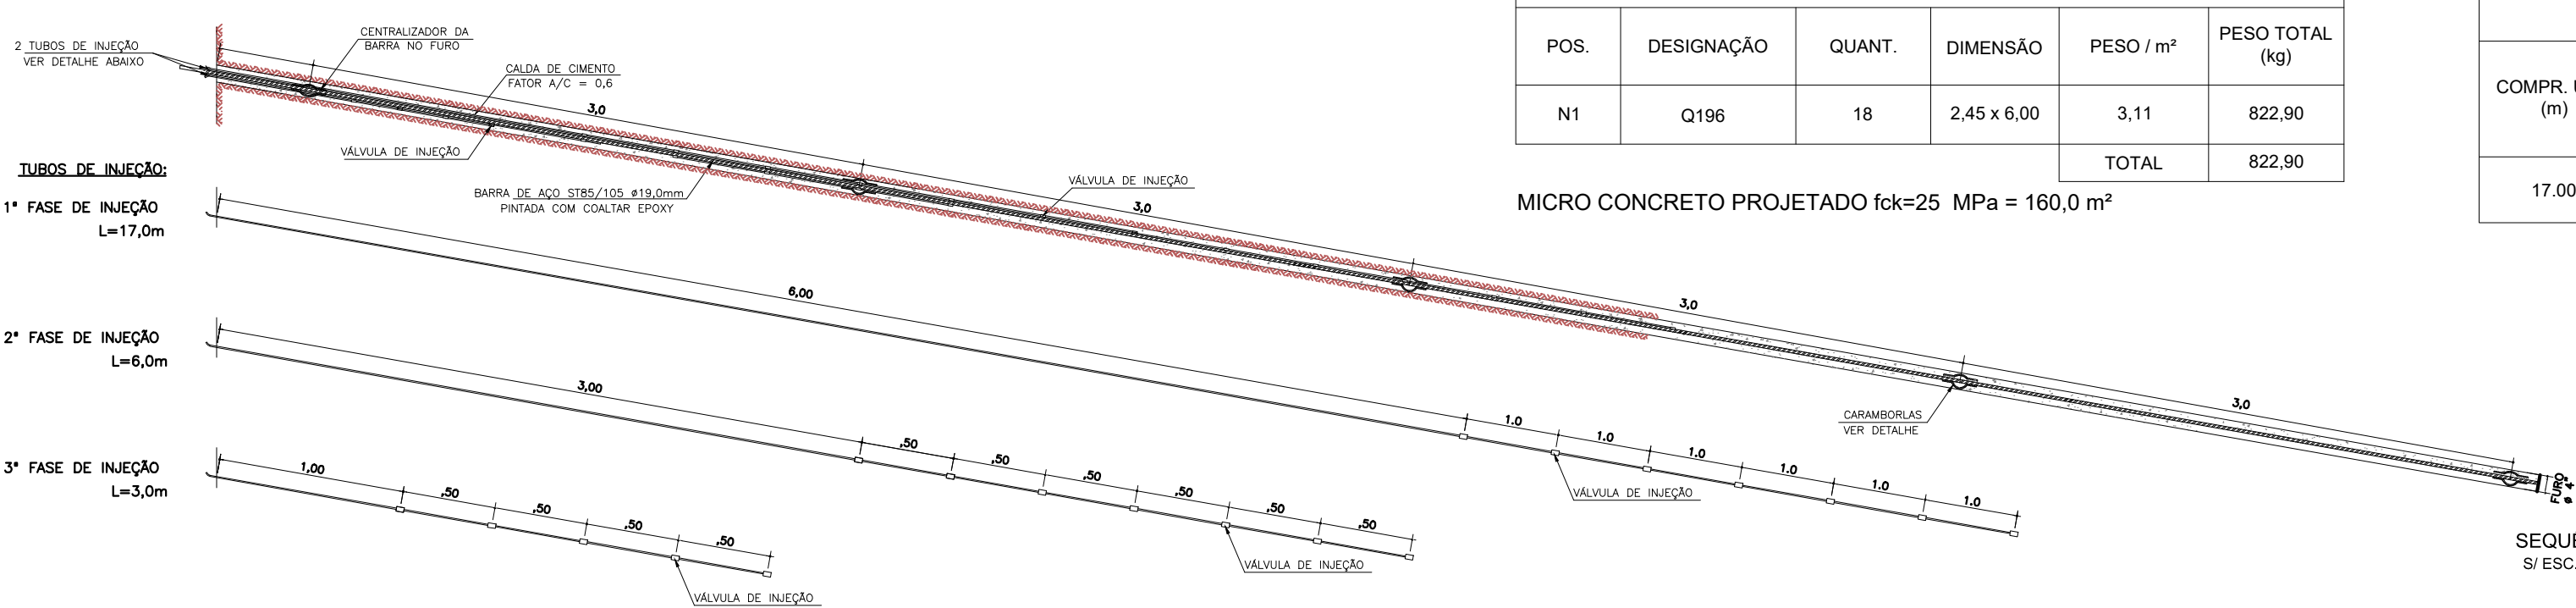 2 TUBOS DE INJEÇÃO
VER DETALHE ABAIXO
CENTRALIZADOR DA
BARRA NO FURO
CALDA DE CIMENTO
FATOR A/C = 0,6
3,0
VÁLVULA DE INJEÇÃO
BARRA DE AÇO ST85/105 ø19,0mm
PINTADA COM COALTAR EPOXY
VÁLVULA DE INJEÇÃO
3,0
3,0
CARAMBORLAS
VER DETALHE
3,0
FURO
ø 4"
TUBOS DE INJEÇÃO:
1ª FASE DE INJEÇÃO
L=17,0m
6,00
1.0
1.0
1.0
1.0
1.0
1.0
VÁLVULA DE INJEÇÃO
2ª FASE DE INJEÇÃO
L=6,0m
3,00
,50
,50
,50
,50
,50
,50
VÁLVULA DE INJEÇÃO
3ª FASE DE INJEÇÃO
L=3,0m
1,00
,50
,50
,50
,50
VÁLVULA DE INJEÇÃO
POS. DESIGNAÇÃO QUANT. DIMENSÃO PESO / m² PESO TOTAL
(kg)
N1 Q196 18 2,45 x 6,00 3,11 822,90
TOTAL 822,90
MICRO CONCRETO PROJETADO fck=25 MPa = 160,0 m²
COMPR.
(m)
17.00
S/ ESC.